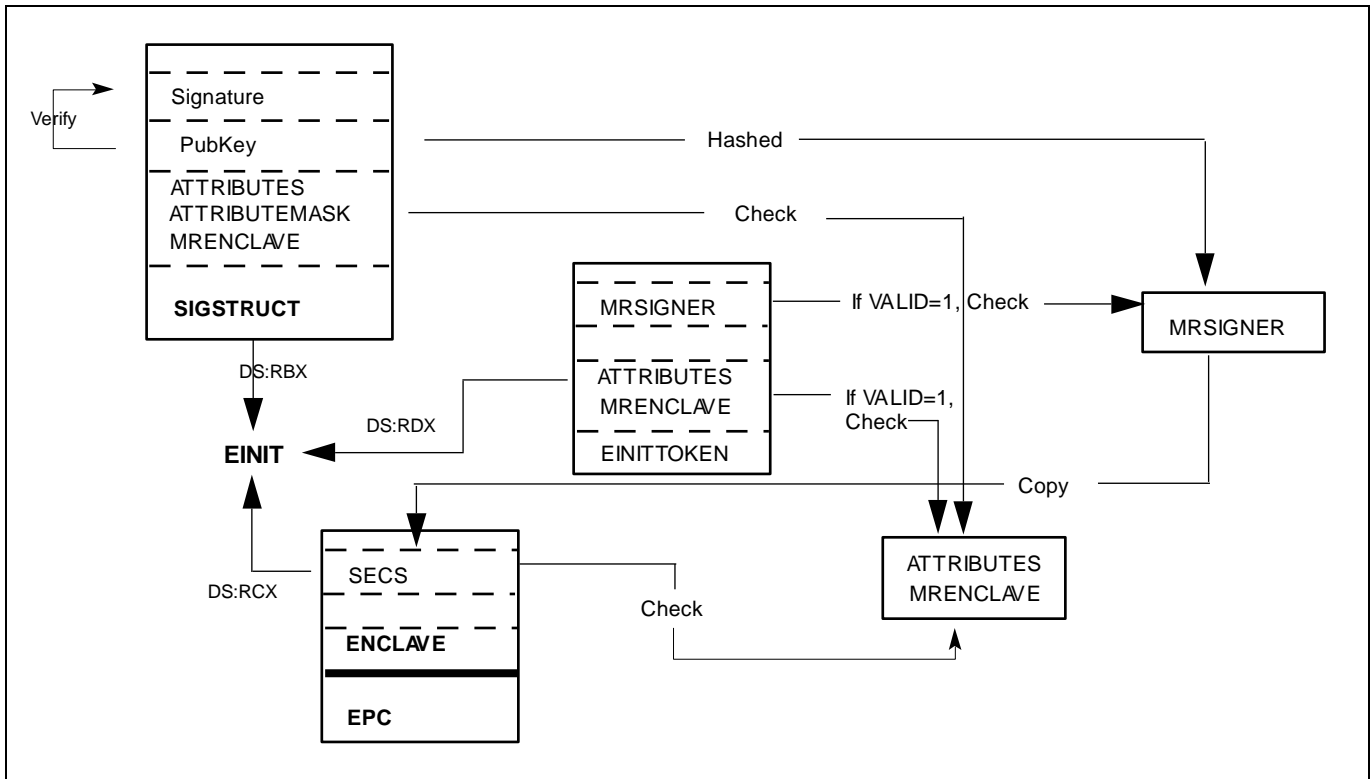 Signature
Verify
PubKey
Hashed
ATTRIBUTES
ATTRIBUTEMASK
MRENCLAVE
Check
SIGSTRUCT
MRSIGNER
If VALID=1, Check
MRSIGNER
DS:RBX
ATTRIBUTES
MRENCLAVE
If VALID=1,
Check
DS:RDX
EINIT
EINITTOKEN
Copy
SECS
DS:RCX
Check
ATTRIBUTES
MRENCLAVE
ENCLAVE
EPC